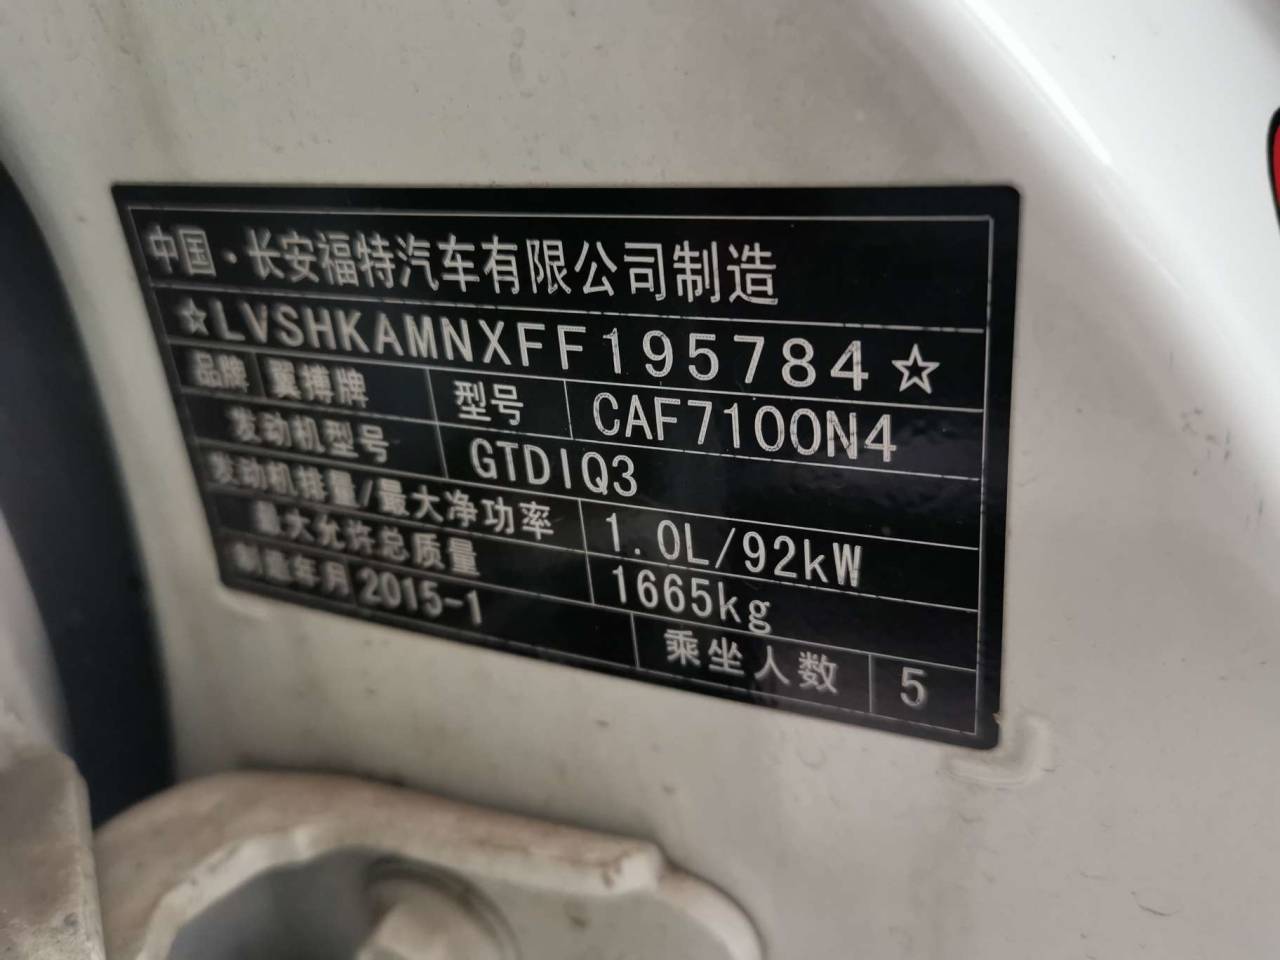 中国·长安福特汽车有限公司制造
☆LVSHKAMNXFF195784☆
品牌 翼搏牌 型号 CAF7100N4
发动机型号 GTDIQ3
发动机排量/最大净功率 1.0L/92kW
最大允许总质量 1665kg
制造年月 2015-1 乘坐人数 5